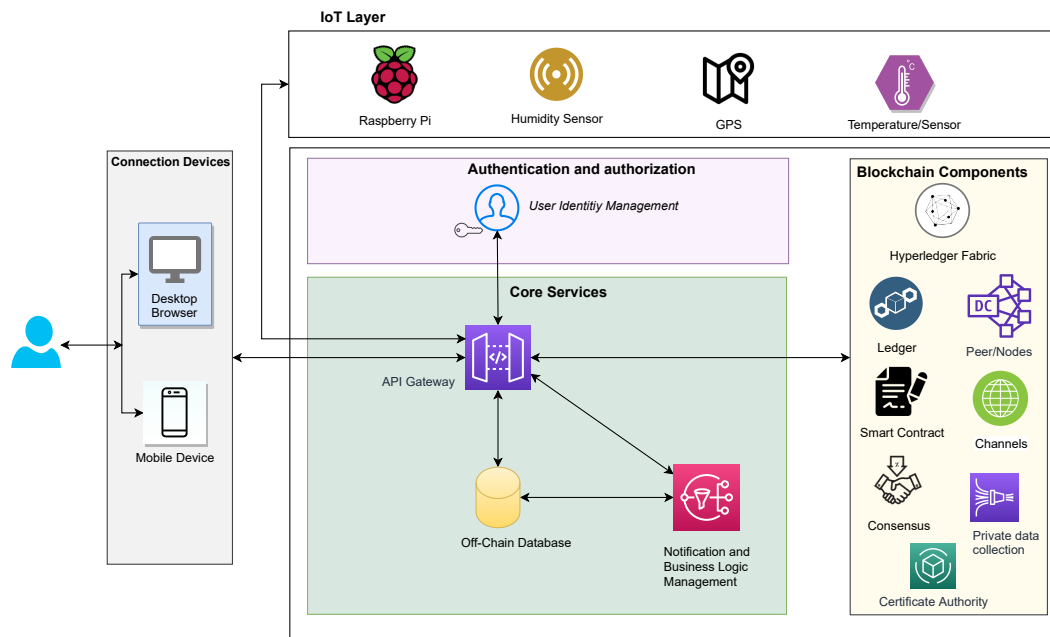 IoT Layer
Raspberry Pi
Humidity Sensor
GPS
Temperature/Sensor
°C
Connection Devices
Desktop
Browser
Mobile Device
Authentication and authorization
User Identitiy Management
Core Services
API Gateway
</>
Off-Chain Database
Notification and
Business Logic
Management
Blockchain Components
Hyperledger Fabric
Ledger
DC
Peer/Nodes
Smart Contract
Channels
Consensus
Private data
collection
Certificate Authority